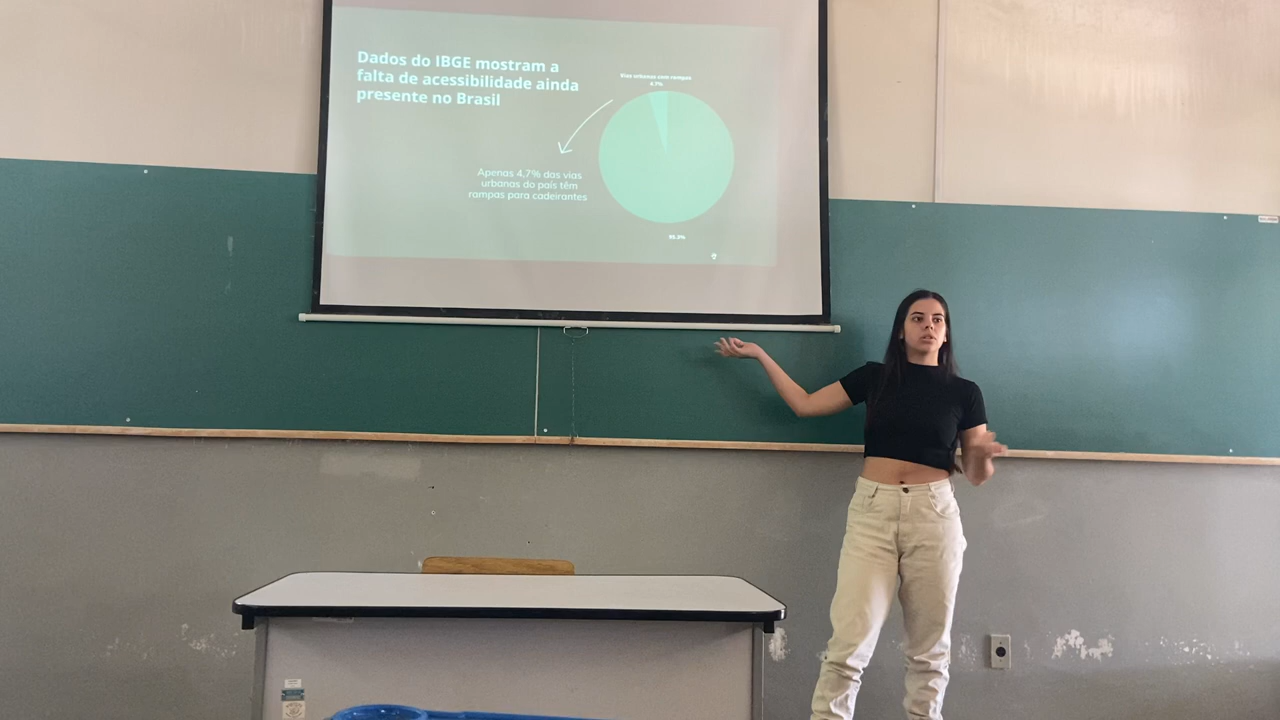 Dados do IBGE mostram a
falta de acessibilidade ainda
presente no Brasil
Vias urbanas com rampas
4.7%
Apenas 4,7% das vias
urbanas do país têm
rampas para cadeirantes
95.3%